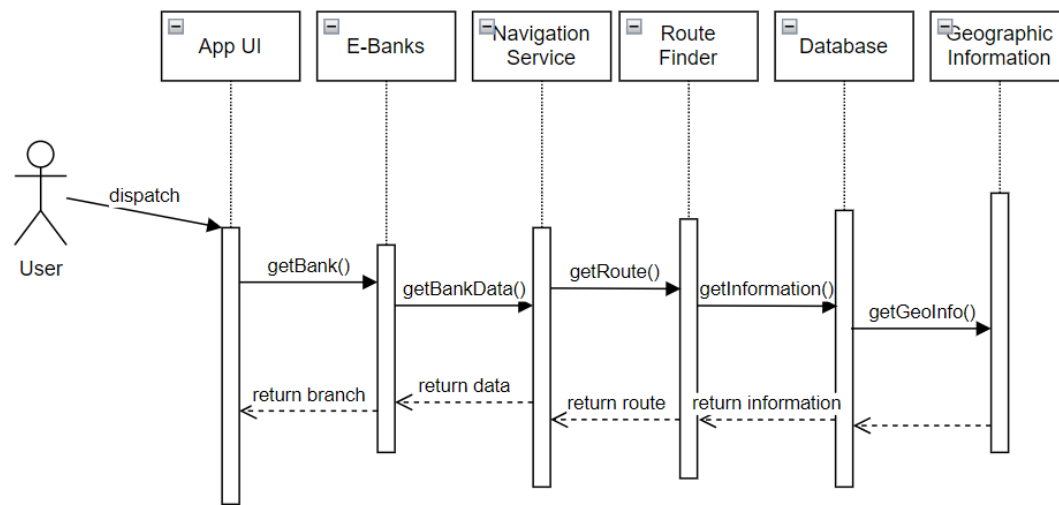 App UI
E-Banks
Navigation
Service
Route
Finder
Database
Geographic
Information
dispatch
User
getBank()
getBankData()
getRoute()
getInformation()
getGeoInfo()
return branch
return data
return route
return information